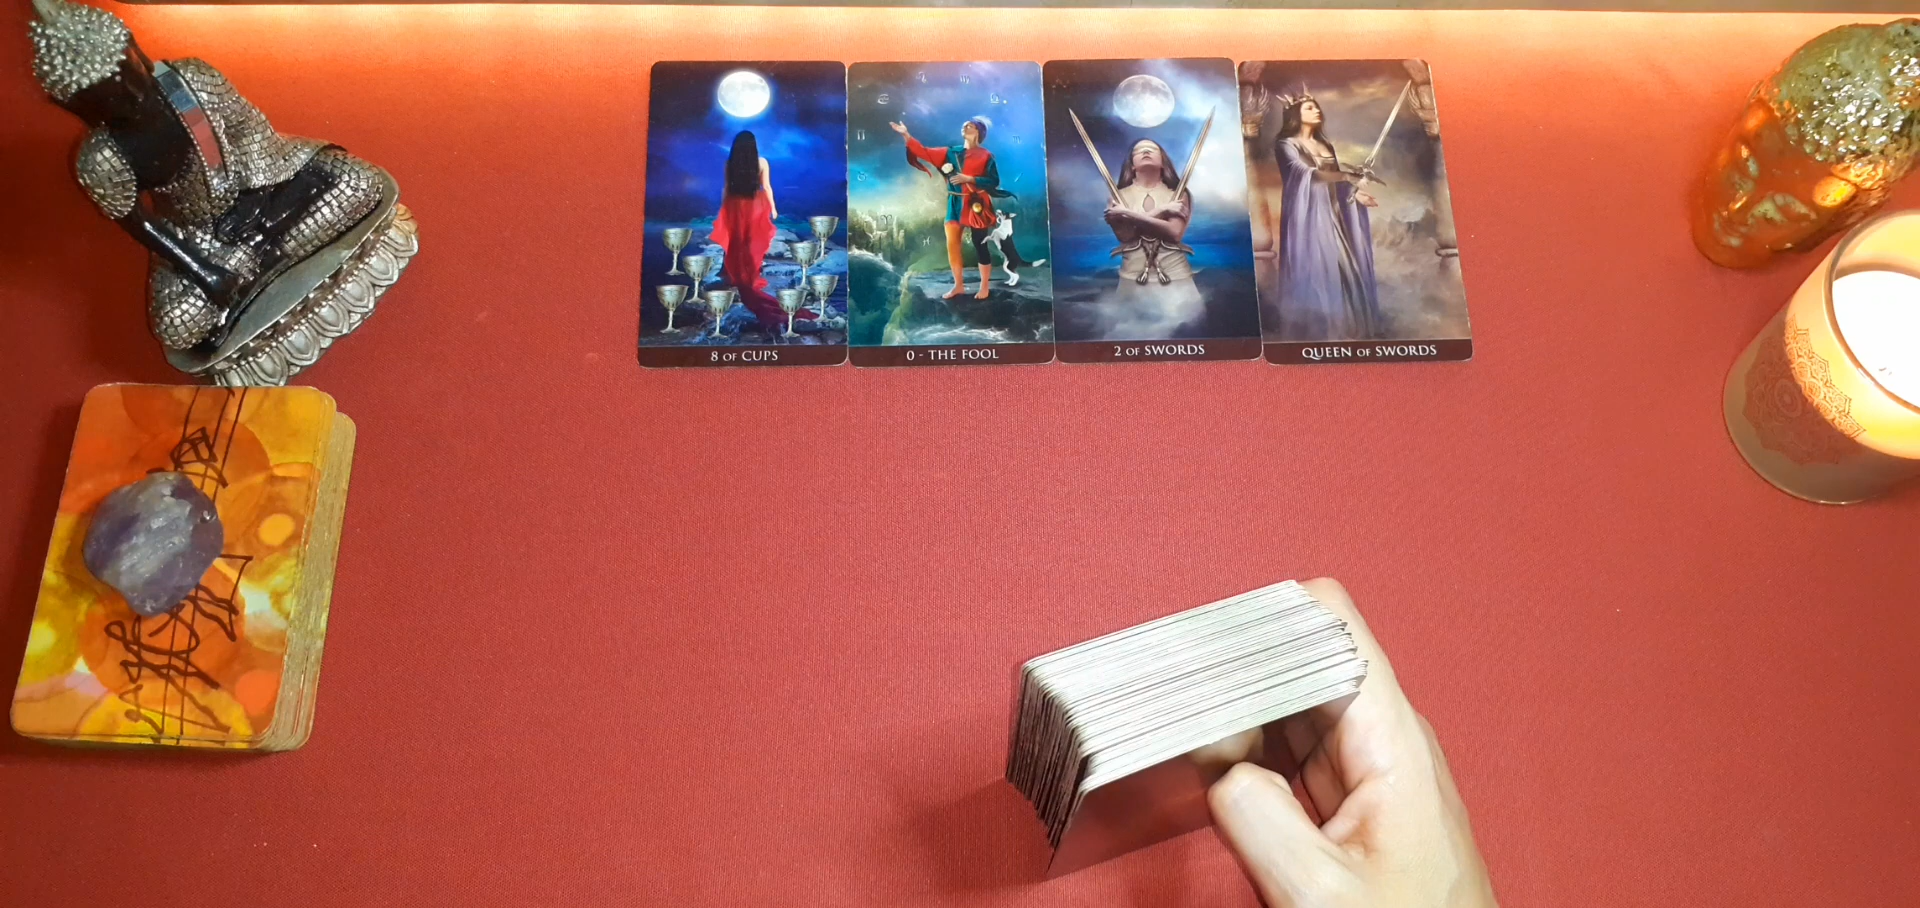 8 OF CUPS
0 - THE FOOL
2 OF SWORDS
QUEEN OF SWORDS